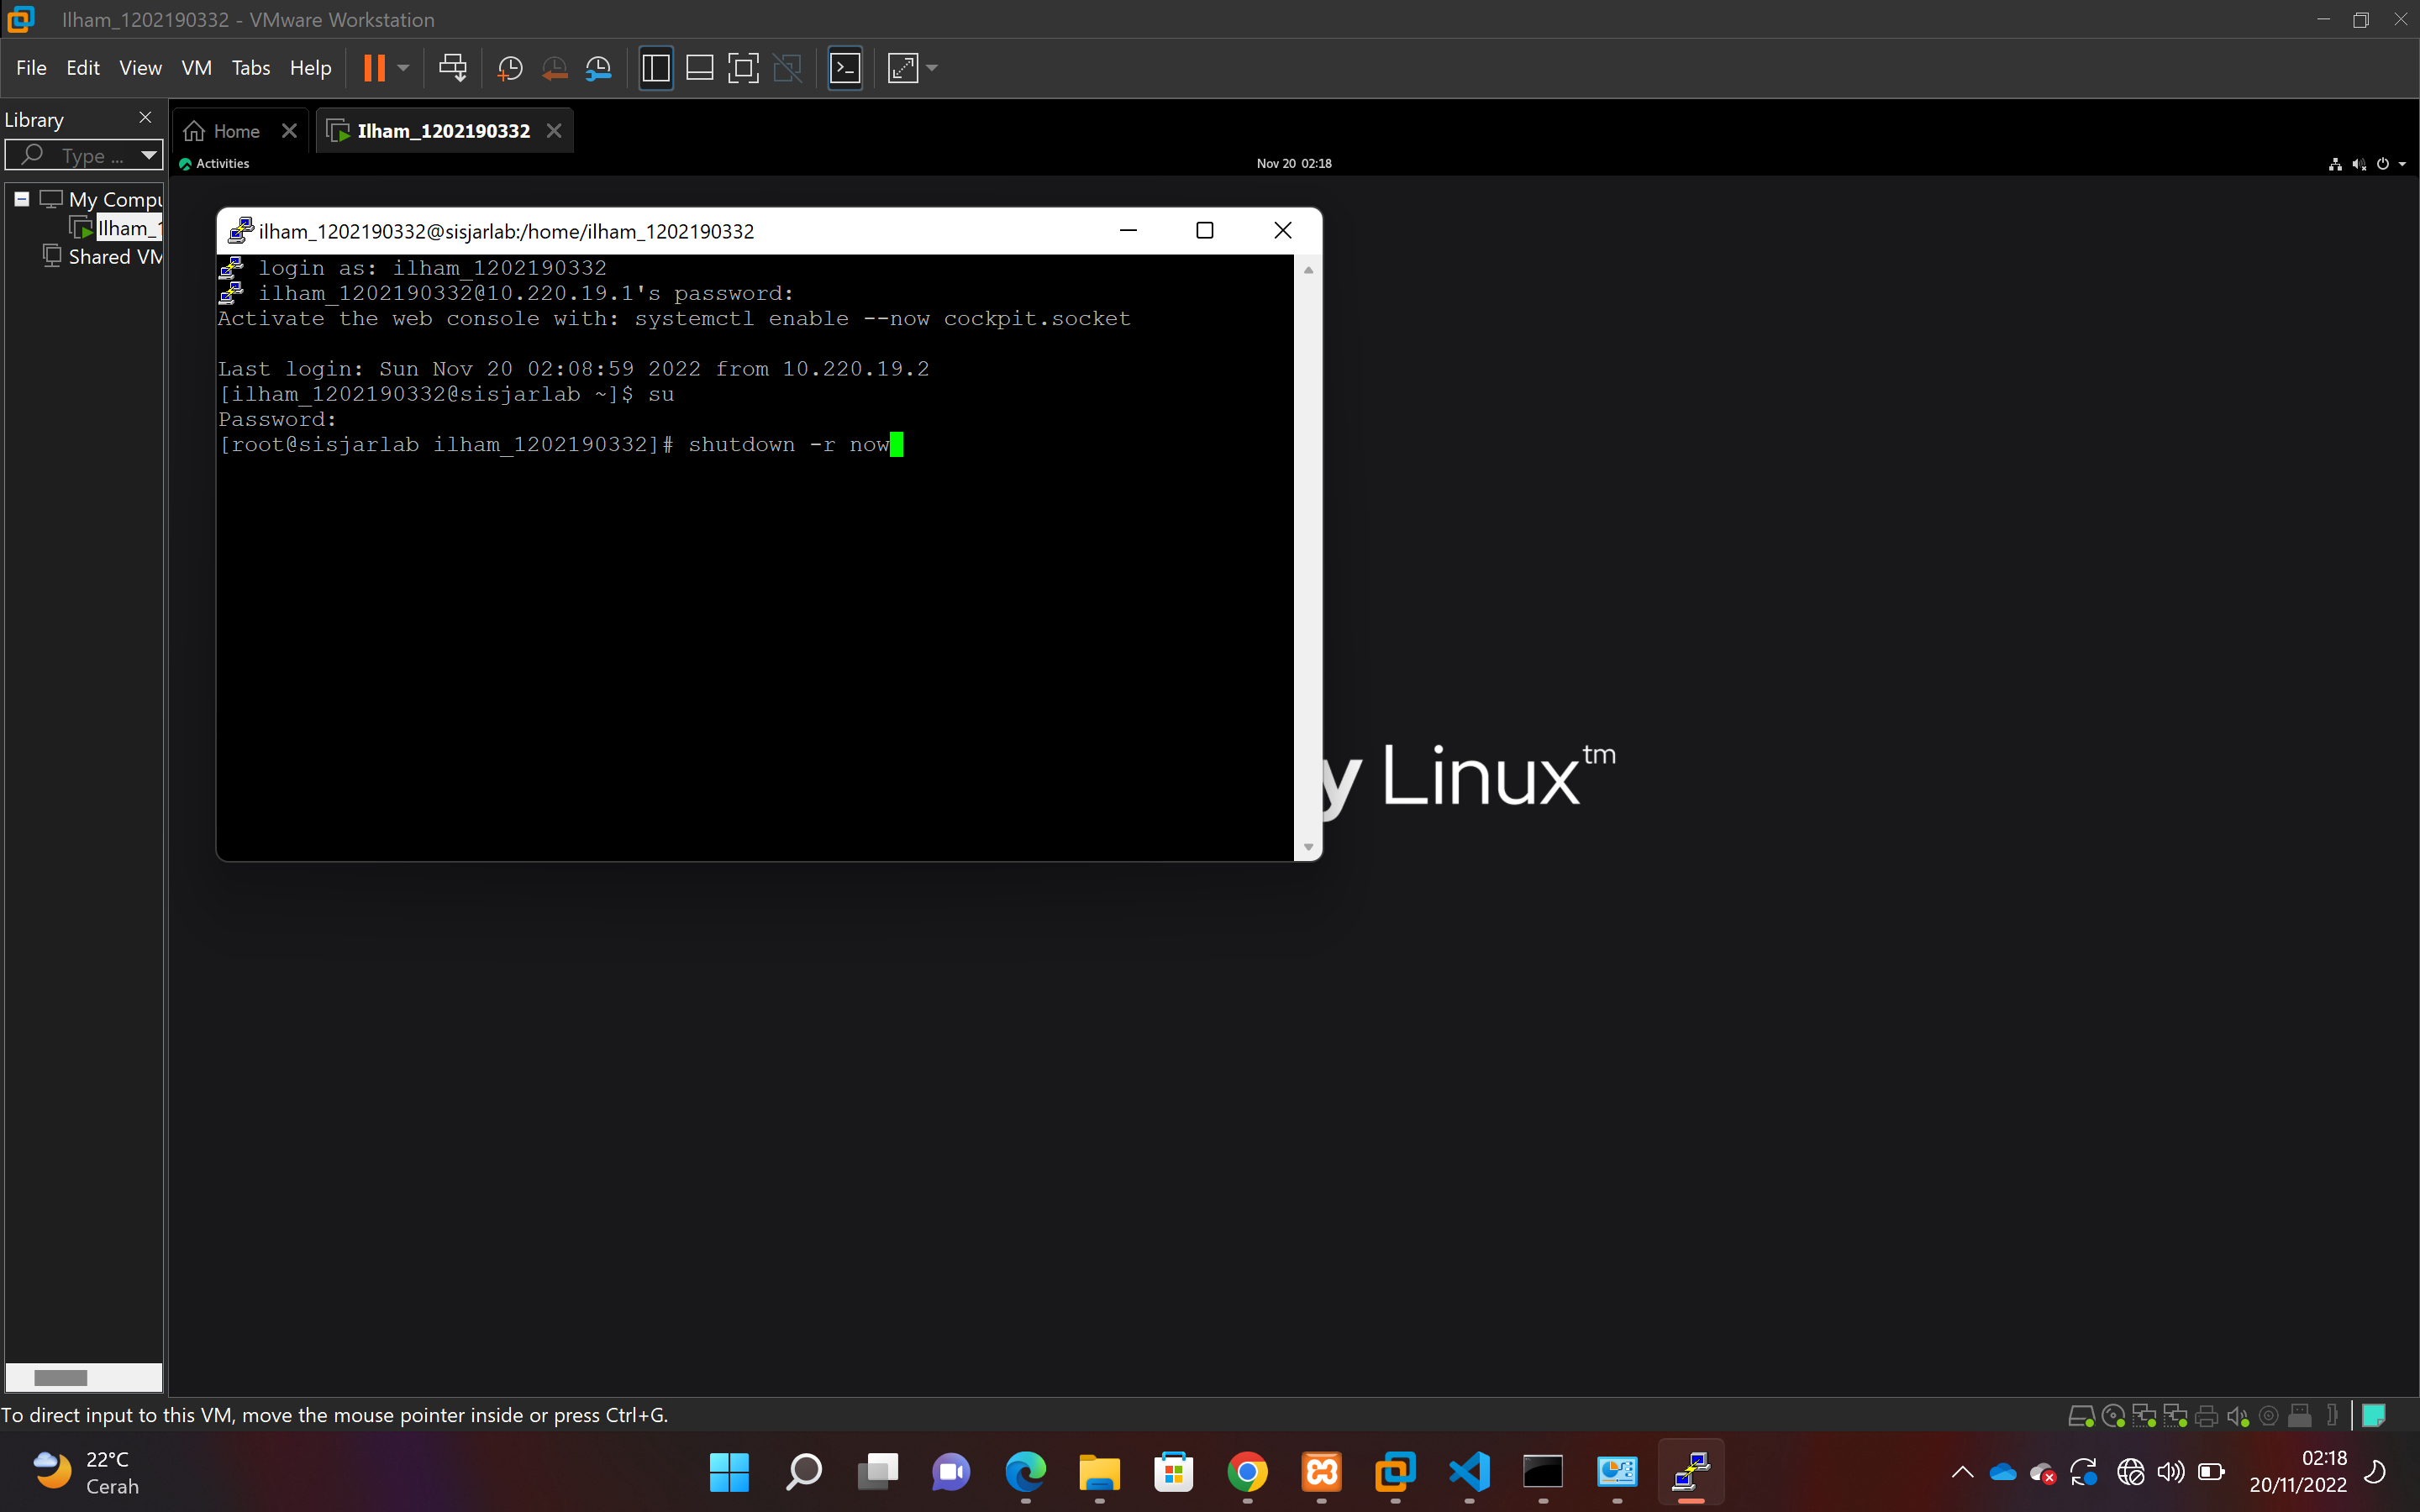 Ilham_1202190332 - VMware Workstation
File Edit View VM Tabs Help
Library
Type ...
Home
Ilham_1202190332
Activities
Nov 20 02:18
My Compu
Ilham_1
Shared VM
ilham_1202190332@sisjarlab:/home/ilham_1202190332
login as: ilham_1202190332
ilham_1202190332@10.220.19.1's password:
Activate the web console with: systemctl enable --now cockpit.socket
Last login: Sun Nov 20 02:08:59 2022 from 10.220.19.2
[ilham_1202190332@sisjarlab ~]$ su
Password:
[root@sisjarlab ilham_1202190332]# shutdown -r now
y Linux™
To direct input to this VM, move the mouse pointer inside or press Ctrl+G.
22°C
Cerah
02:18
20/11/2022